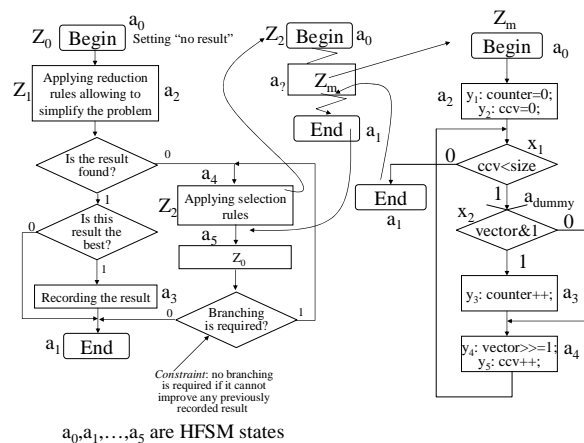 Z0
Begin
a0
Setting “no result”
Z1
Applying reduction
rules allowing to
simplify the problem
a2
Is the result
found?
0
1
Is this
result the
best?
0
1
Recording the result
a3
a1
End
a4
Z2
Applying selection
rules
a5
Z0
Branching
is required?
0
1
Constraint: no branching
is required if it cannot
improve any previously
recorded result
Z2
Begin
a0
a?
Zm
End
a1
Zm
Begin
a0
a2
y1: counter=0;
y2: ccv=0;
x1
ccv<size
0
1
End
a1
adummy
x2
vector&1
0
1
y3: counter++;
a3
y4: vector>>=1;
y5: ccv++;
a4
a0,a1,…,a5 are HFSM states